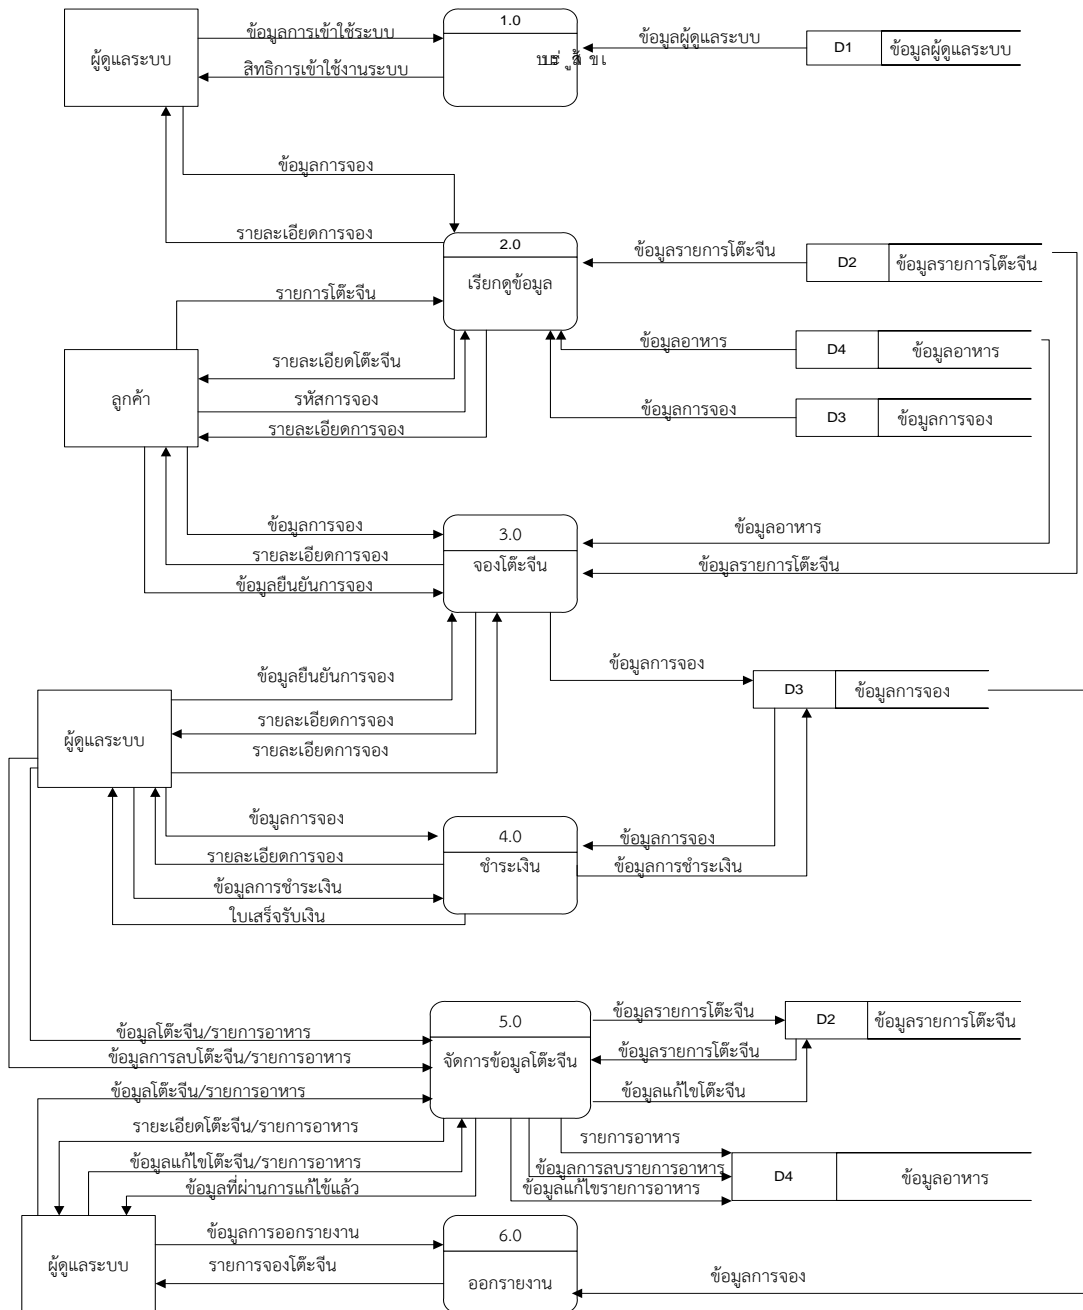 ผู้ดูแลระบบ
ข้อมูลการเข้าใช้ระบบ
สิทธิการเข้าใช้งานระบบ
1.0
ข้อมูลผู้ดูแลระบบ
D1
ข้อมูลผู้ดูแลระบบ
ข้อมูลการจอง
รายละเอียดการจอง
2.0
เรียกดูข้อมูล
ข้อมูลรายการโต๊ะจีน
D2
ข้อมูลรายการโต๊ะจีน
รายการโต๊ะจีน
ข้อมูลอาหาร
D4
ข้อมูลอาหาร
ลูกค้า
รายละเอียดโต๊ะจีน
รหัสการจอง
รายละเอียดการจอง
ข้อมูลการจอง
D3
ข้อมูลการจอง
ข้อมูลการจอง
รายละเอียดการจอง
ข้อมูลยืนยันการจอง
3.0
จองโต๊ะจีน
ข้อมูลอาหาร
ข้อมูลรายการโต๊ะจีน
ข้อมูลการจอง
D3
ข้อมูลการจอง
ผู้ดูแลระบบ
ข้อมูลยืนยันการจอง
รายละเอียดการจอง
รายละเอียดการจอง
ข้อมูลการจอง
รายละเอียดการจอง
ข้อมูลการชำระเงิน
ใบเสร็จรับเงิน
4.0
ชำระเงิน
ข้อมูลการจอง
ข้อมูลการชำระเงิน
ข้อมูลโต๊ะจีน/รายการอาหาร
ข้อมูลการลบโต๊ะจีน/รายการอาหาร
ข้อมูลโต๊ะจีน/รายการอาหาร
5.0
จัดการข้อมูลโต๊ะจีน
ข้อมูลรายการโต๊ะจีน
ข้อมูลรายการโต๊ะจีน
ข้อมูลแก้ไขโต๊ะจีน
D2
ข้อมูลรายการโต๊ะจีน
รายะเอียดโต๊ะจีน/รายการอาหาร
ข้อมูลแก้ไขโต๊ะจีน/รายการอาหาร
ข้อมูลที่ผ่านการแก้ไข้แล้ว
รายการอาหาร
ข้อมูลการลบรายการอาหาร
ข้อมูลแก้ไขรายการอาหาร
D4
ข้อมูลอาหาร
ผู้ดูแลระบบ
ข้อมูลการออกรายงาน
รายการจองโต๊ะจีน
6.0
ออกรายงาน
ข้อมูลการจอง